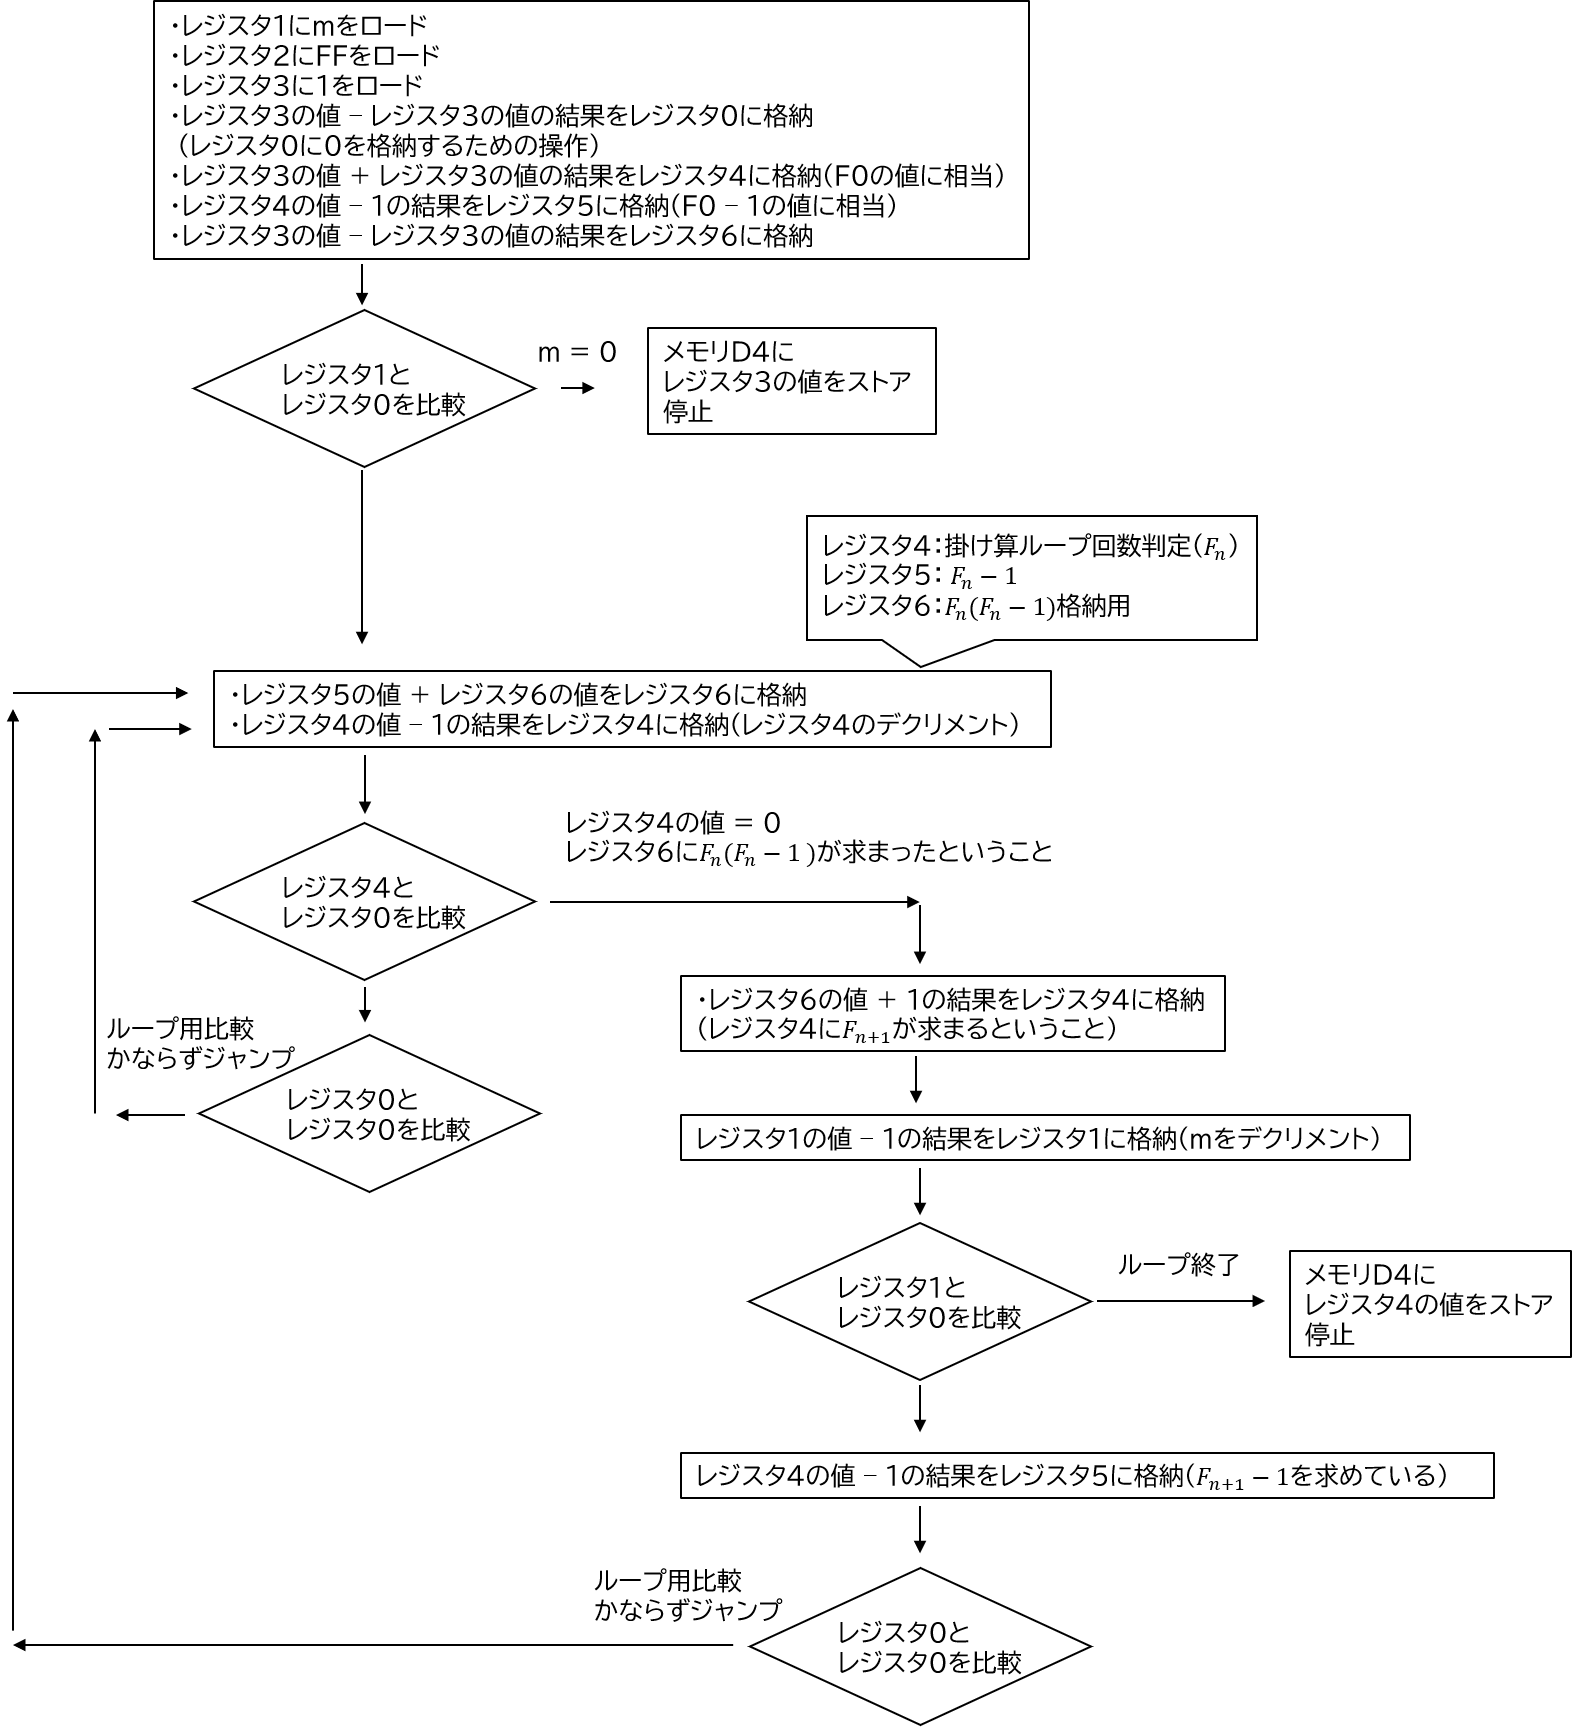 ・レジスタ1にmをロード
・レジスタ2にFFをロード
・レジスタ3に1をロード
・レジスタ3の値 – レジスタ3の値の結果をレジスタ0に格納
（レジスタ0に0を格納するための操作）
・レジスタ3の値 + レジスタ3の値の結果をレジスタ4に格納（F0の値に相当）
・レジスタ4の値 – 1の結果をレジスタ5に格納（F0 – 1の値に相当）
・レジスタ3の値 – レジスタ3の値の結果をレジスタ6に格納
レジスタ1と
レジスタ0を比較
m = 0
メモリD4に
レジスタ3の値をストア
停止
レジスタ4：掛け算ループ回数判定（Fn）
レジスタ5： Fn − 1
レジスタ6：Fn(Fn − 1)格納用
・レジスタ5の値 + レジスタ6の値をレジスタ6に格納
・レジスタ4の値 – 1の結果をレジスタ4に格納（レジスタ4のデクリメント）
レジスタ4の値 = 0
レジスタ6にFn(Fn − 1 )が求まったということ
レジスタ4と
レジスタ0を比較
・レジスタ6の値 + 1の結果をレジスタ4に格納
（レジスタ4にFn+1が求まるということ）
ループ用比較
かならずジャンプ
レジスタ0と
レジスタ0を比較
レジスタ1の値 – 1の結果をレジスタ1に格納（mをデクリメント）
レジスタ1と
レジスタ0を比較
ループ終了
メモリD4に
レジスタ4の値をストア
停止
レジスタ4の値 – 1の結果をレジスタ5に格納（Fn+1 − 1を求めている）
ループ用比較
かならずジャンプ
レジスタ0と
レジスタ0を比較